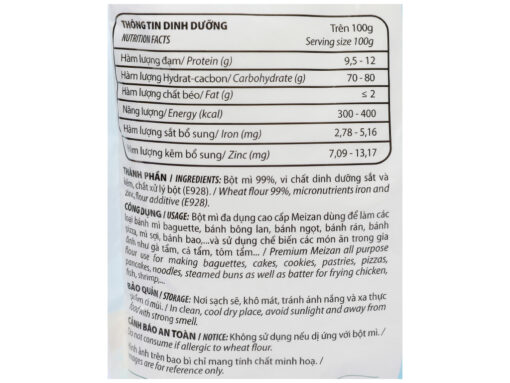 THÔNG TIN DINH DƯỠNG
NUTRITION FACTS
Trên 100g
Serving size 100g
Hàm lượng đạm/ Protein (g) 9,5 - 12
Hàm lượng Hydrat-cacbon/ Carbohydrate (g) 70 - 80
Hàm lượng chất béo/ Fat (g) ≤ 2
Năng lượng/ Energy (kcal) 300 - 400
Hàm lượng sắt bổ sung/ Iron (mg) 2,78 - 5,16
lượng kẽm bổ sung/ Zinc (mg) 7,09 - 13,17
THÀNH PHẦN / INGREDIENTS: Bột mì 99%, vi chất dinh dưỡng sắt và
kẽm, chất xử lý bột (E928). / Wheat flour 99%, micronutrients iron and
zinc, flour additive (E928).
CÔNG DỤNG / USAGE: Bột mì đa dụng cao cấp Meizan dùng để làm các
loại bánh mì baguette, bánh bông lan, bánh ngọt, bánh rán, bánh
pizza, mì sợi, bánh bao,...và sử dụng chế biến các món ăn trong gia
đình như gà tẩm, cá tẩm, tôm tẩm... / Premium Meizan all purpose
flour use for making baguettes, cakes, cookies, pastries, pizzas,
pancakes, noodles, steamed buns as well as batter for frying chicken,
fish, shrimp...
BẢO QUẢN / STORAGE: Nơi sạch sẽ, khô mát, tránh ánh nắng và xa thực
phẩm có mùi. / In clean, cool dry place, avoid sunlight and away from
food with strong smell.
CẢNH BÁO AN TOÀN / NOTICE: Không sử dụng nếu dị ứng với bột mì. /
Do not consume if allergic to wheat flour.
Hình ảnh trên bao bì chỉ mang tính chất minh hoạ. /
Images are for reference only.